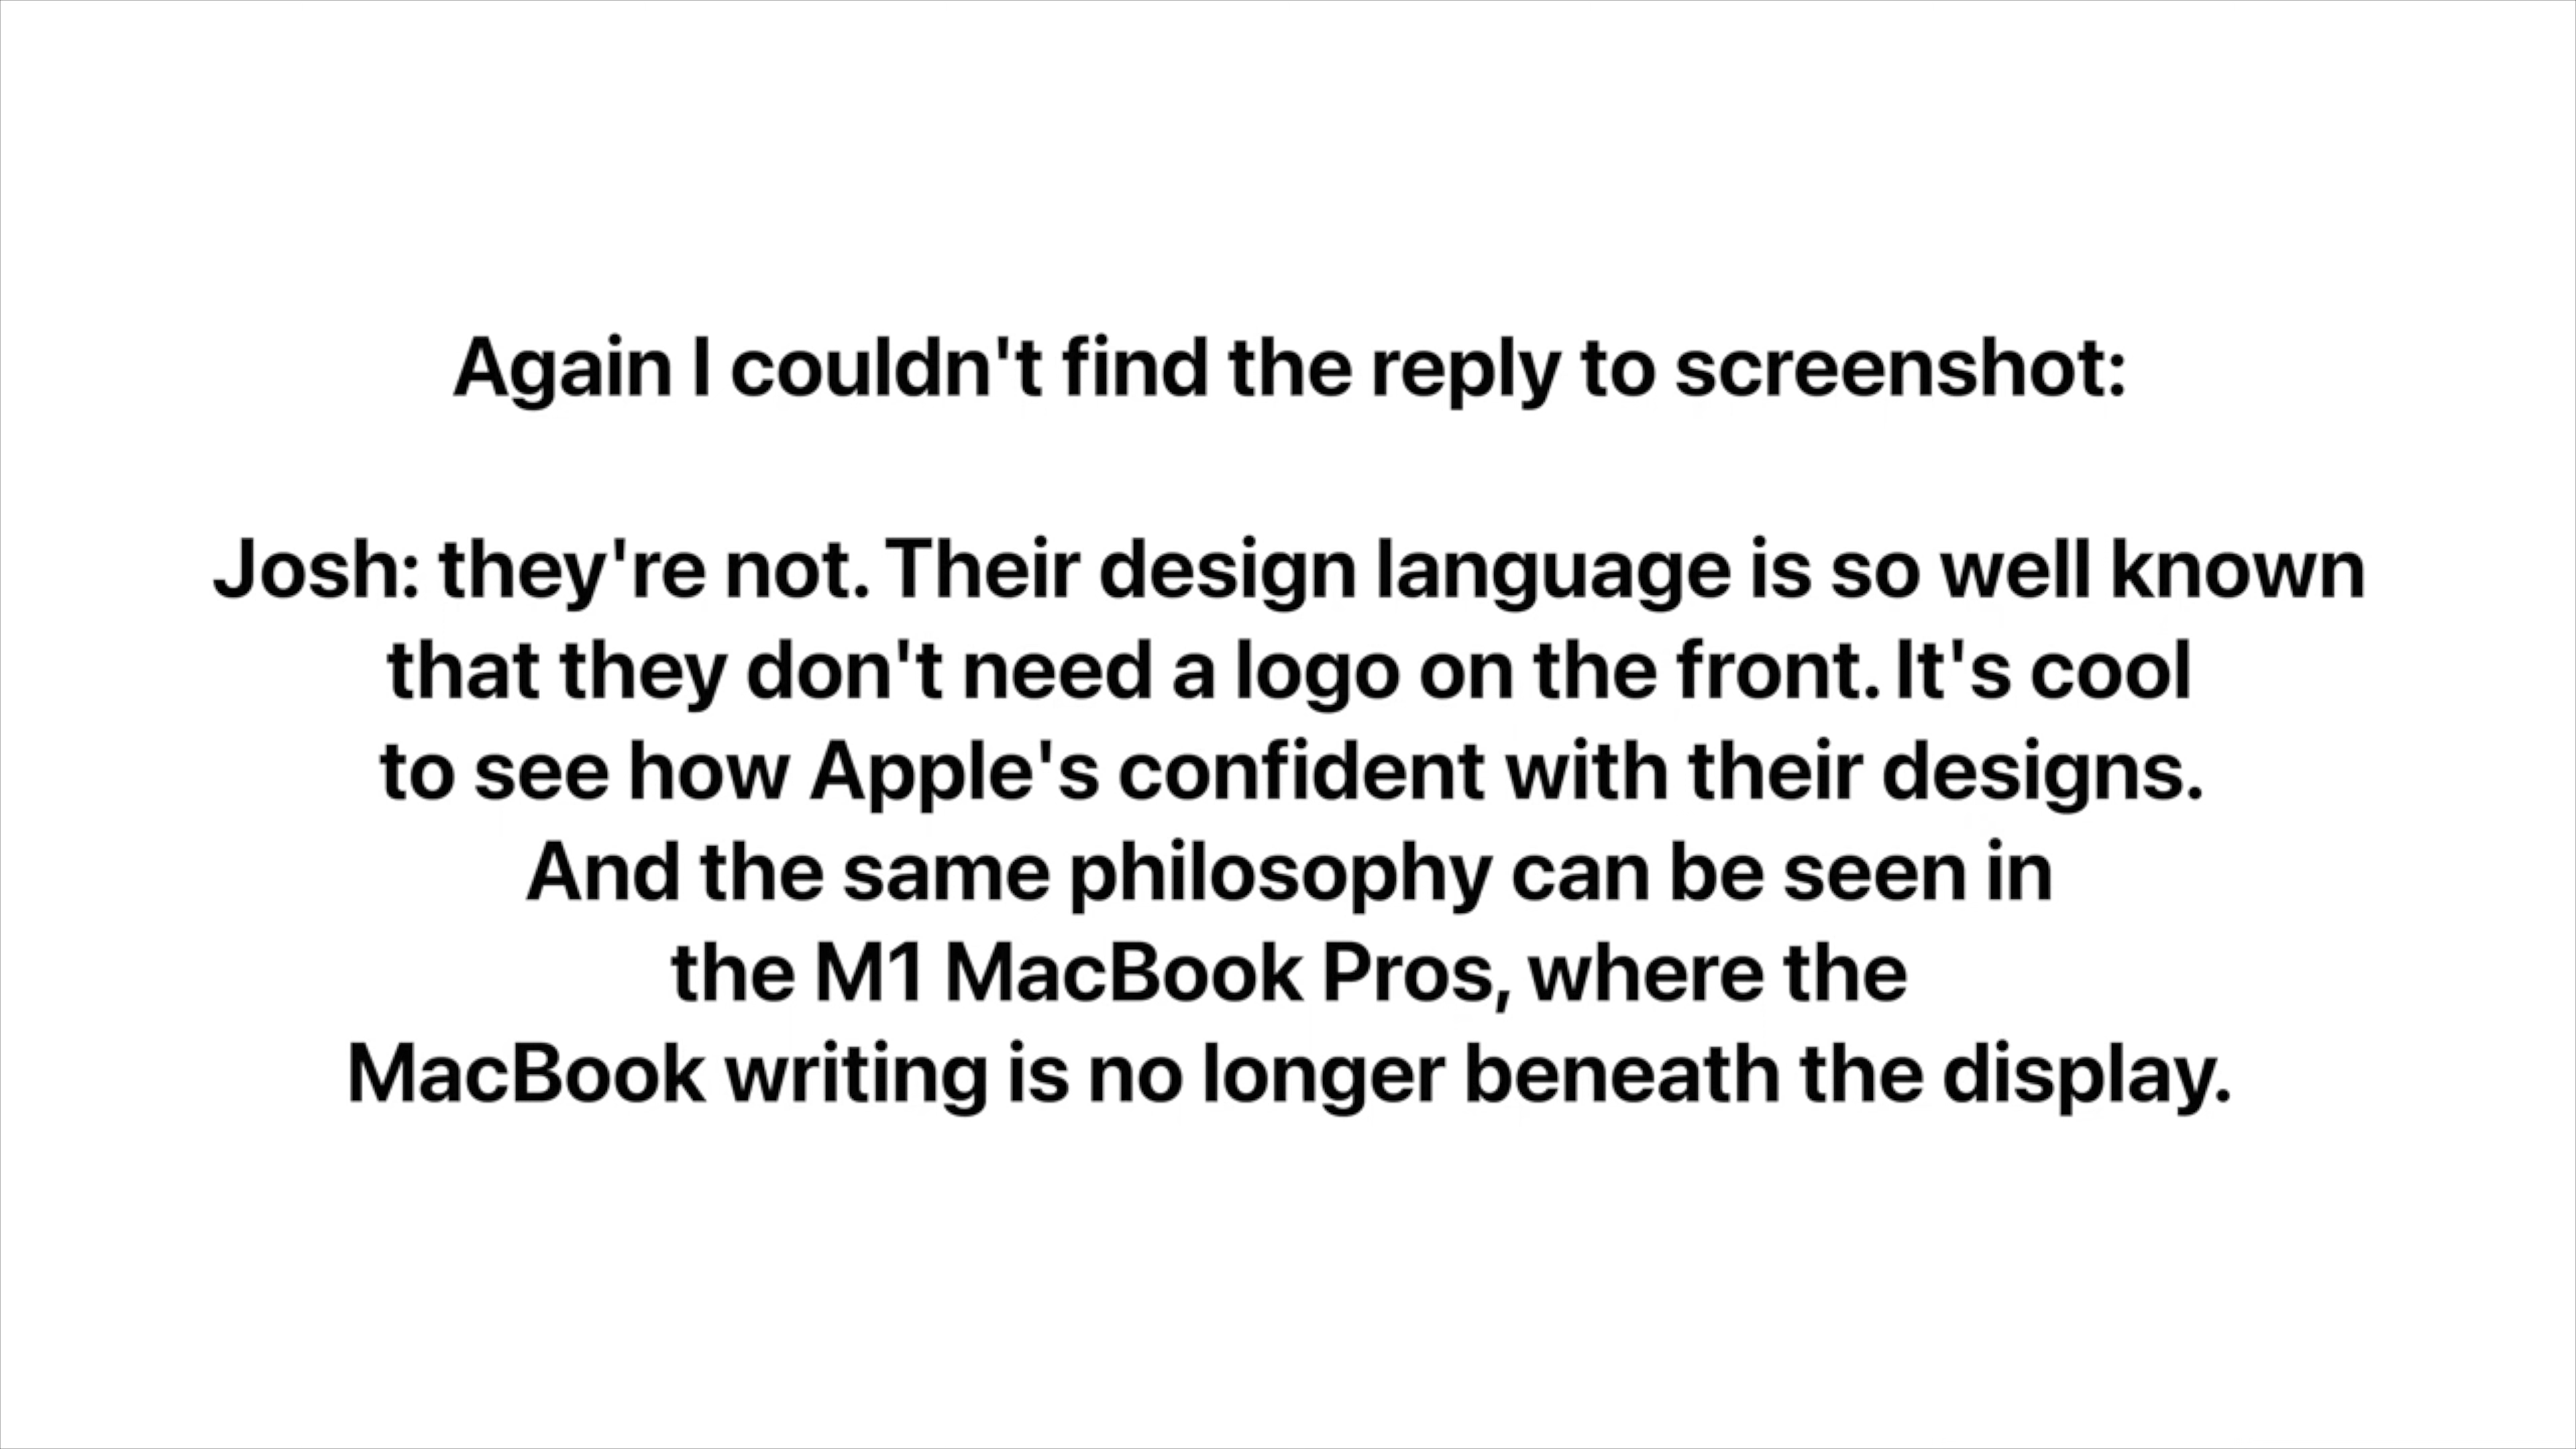 Again I couldn't find the reply to screenshot:
Josh: they're not. Their design language is so well known
that they don't need a logo on the front. It's cool
to see how Apple's confident with their designs.
And the same philosophy can be seen in
the M1 MacBook Pros, where the
MacBook writing is no longer beneath the display.